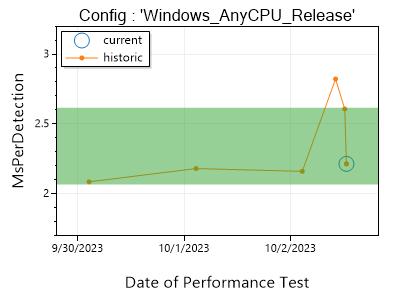 Config : 'Windows_AnyCPU_Release'
current
historic
MsPerDetection
3
2.5
2
9/30/2023
10/1/2023
10/2/2023
Date of Performance Test